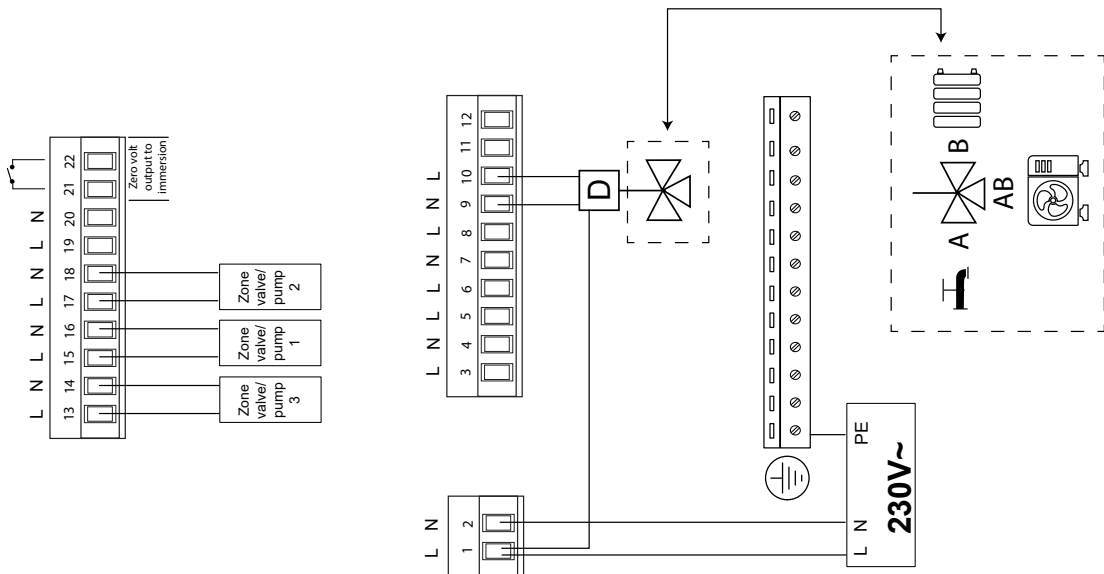 L N L N L N L N
13 14 15 16 17 18 19 20 21 22
Zero volt
output to
immersion
Zone
valve/
pump
3
Zone
valve/
pump
1
Zone
valve/
pump
2
L N
1 2
L N L L N L N L
3 4 5 6 7 8 9 10 11 12
D
L N PE
230V~
A B
AB